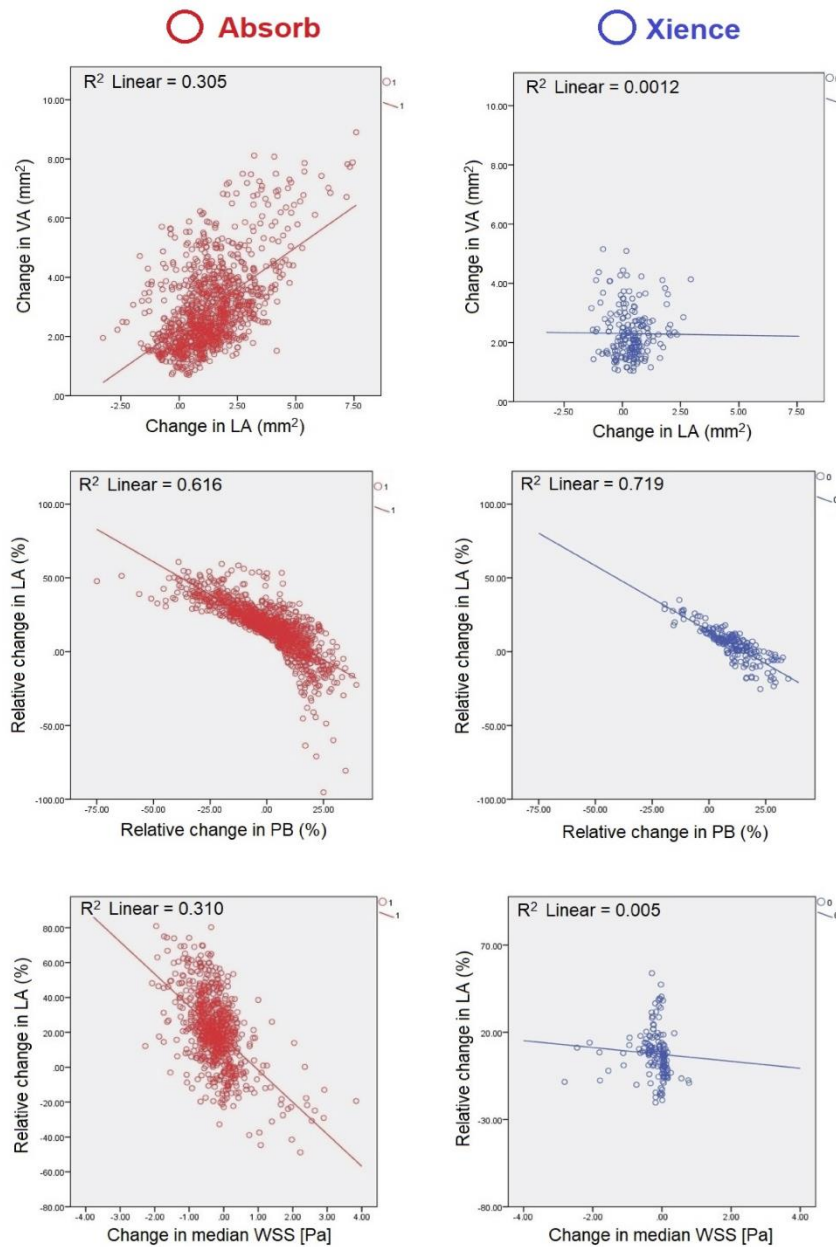 Absorb
Xience
R² Linear = 0.305
1
1
10.00
8.00
6.00
4.00
2.00
.00
Change in VA (mm²)
-2.50 .00 2.50 5.00 7.50
Change in LA (mm²)
R² Linear = 0.0012
10.00
8.00
6.00
4.00
2.00
.00
Change in VA (mm²)
-2.50 .00 2.50 5.00 7.50
Change in LA (mm²)
R² Linear = 0.616
1
1
100.00
50.00
.00
-50.00
-100.00
Relative change in LA (%)
-75.00 -50.00 -25.00 .00 25.00
Relative change in PB (%)
R² Linear = 0.719
0
100.00
50.00
.00
-50.00
-100.00
Relative change in LA (%)
-75.00 -50.00 -25.00 .00 25.00
Relative change in PB (%)
R² Linear = 0.310
1
1
80.00
60.00
40.00
20.00
.00
-20.00
-40.00
-60.00
-80.00
Relative change in LA (%)
-4.00 -3.00 -2.00 -1.00 .00 1.00 2.00 3.00 4.00
Change in median WSS [Pa]
R² Linear = 0.005
0
70.00
20.00
-30.00
-80.00
Relative change in LA (%)
-4.00 -2.00 .00 2.00 4.00
Change in median WSS [Pa]